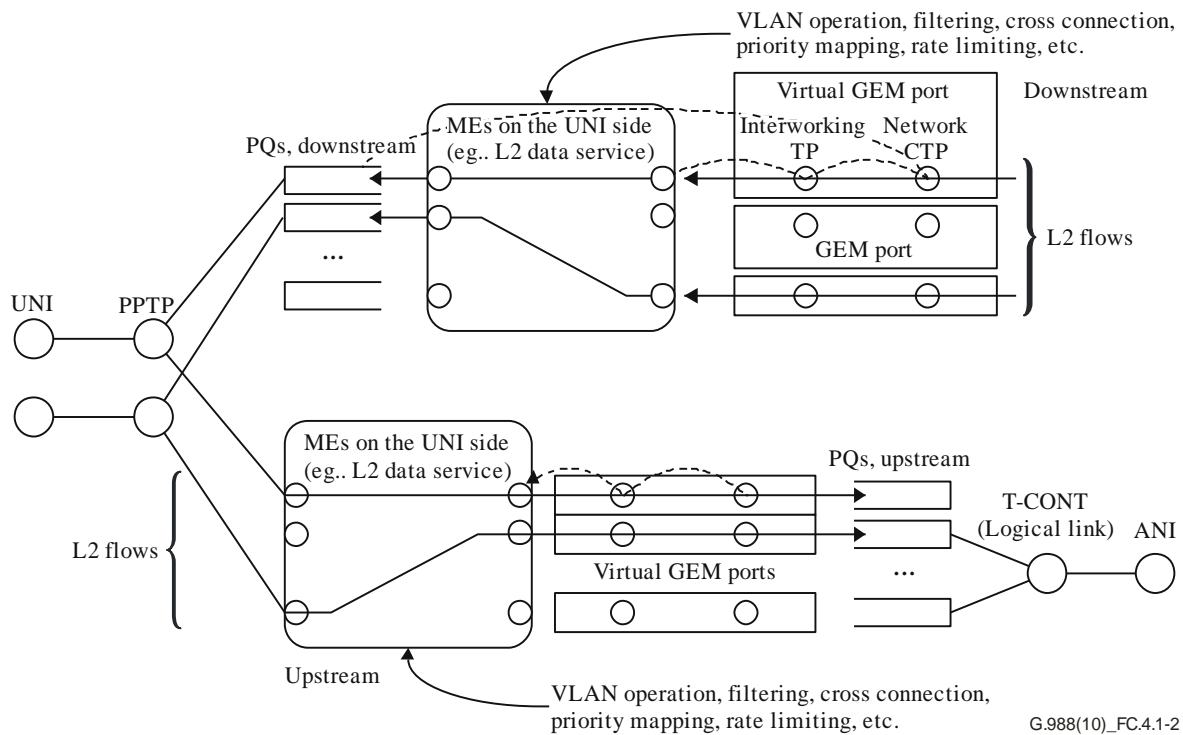 VLAN operation, filtering, cross connection,
priority mapping, rate limiting, etc.
Virtual GEM port
Downstream
MEs on the UNI side
(eg.. L2 data service)
Interworking
TP
Network
CTP
PQs, downstream
...
GEM port
L2 flows
UNI
PPTP
MEs on the UNI side
(eg.. L2 data service)
PQs, upstream
T-CONT
(Logical link)
ANI
L2 flows
Virtual GEM ports
...
Upstream
VLAN operation, filtering, cross connection,
priority mapping, rate limiting, etc.
G.988(10)_FC.4.1-2